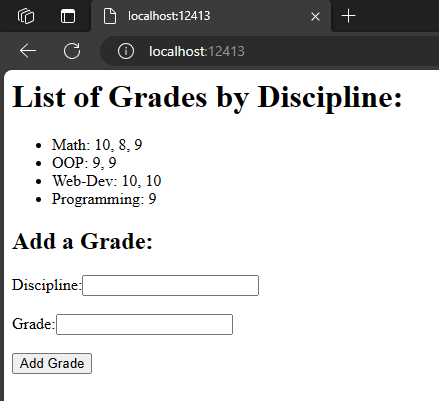 localhost:12413
localhost:12413
List of Grades by Discipline:
Math: 10, 8, 9
OOP: 9, 9
Web-Dev: 10, 10
Programming: 9
Add a Grade:
Discipline:
Grade:
Add Grade